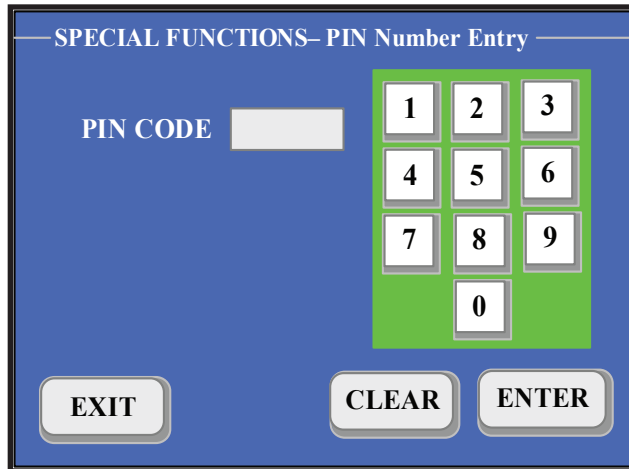 SPECIAL FUNCTIONS– PIN Number Entry
PIN CODE
1 2 3
4 5 6
7 8 9
0
EXIT CLEAR ENTER